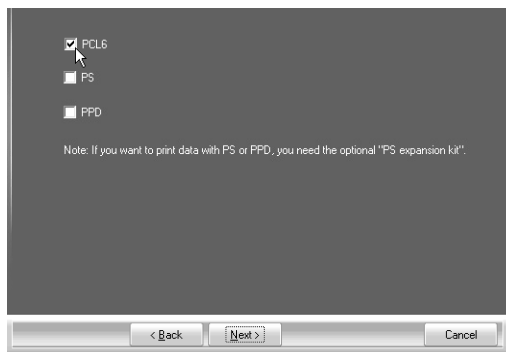 PCL6
PS
PPD
Note: If you want to print data with PS or PPD, you need the optional "PS expansion kit".
< Back Next > Cancel